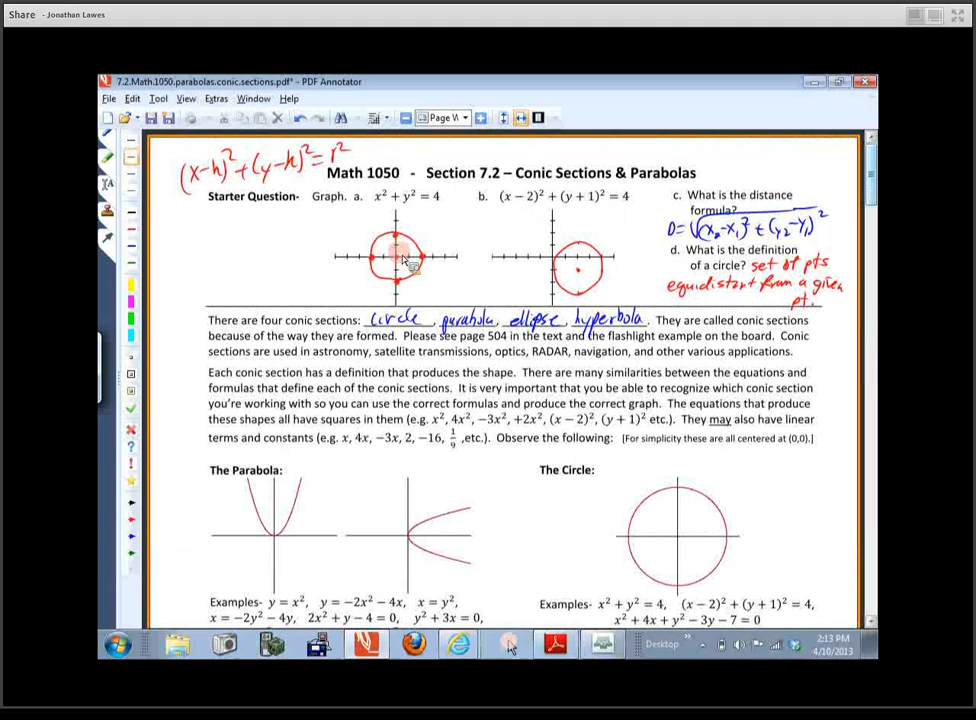 Share - Jonathan Lawes
7.2.Math.1050.parabolas.conic.sections.pdf* - PDF Annotator
File Edit Tool View Extras Window Help
Page W
(x-h)²+(y-k)²=r²
Math 1050 - Section 7.2 – Conic Sections & Parabolas
Starter Question- Graph. a. x² + y² = 4 b. (x − 2)² + (y + 1)² = 4 c. What is the distance
formula?
D=√(x₂-x₁)²+(y₂-y₁)²
d. What is the definition
of a circle? set of pts
equidistant from a given
pt.
There are four conic sections: circle, parabola, ellipse, hyperbola. They are called conic sections
because of the way they are formed. Please see page 504 in the text and the flashlight example on the board. Conic
sections are used in astronomy, satellite transmissions, optics, RADAR, navigation, and other various applications.
Each conic section has a definition that produces the shape. There are many similarities between the equations and
formulas that define each of the conic sections. It is very important that you be able to recognize which conic section
you're working with so you can use the correct formulas and produce the correct graph. The equations that produce
these shapes all have squares in them (e.g. x², 4x², −3x², +2x², (x − 2)², (y + 1)² etc.). They may also have linear
terms and constants (e.g. x, 4x, −3x, 2, −16, 1/9 ,etc.). Observe the following: [For simplicity these are all centered at (0,0).]
The Parabola: The Circle:
Examples- y = x², y = −2x² − 4x, x = y²,
x = −2y² − 4y, 2x² + y − 4 = 0, y² + 3x = 0,
Examples- x² + y² = 4, (x − 2)² + (y + 1)² = 4,
x² + 4x + y² − 3y − 7 = 0
Desktop
2:13 PM
4/10/2013